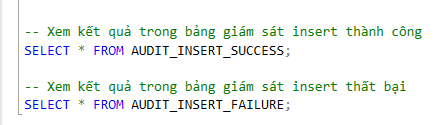 -- Xem kết quả trong bảng giám sát insert thành công
SELECT * FROM AUDIT_INSERT_SUCCESS;
-- Xem kết quả trong bảng giám sát insert thất bại
SELECT * FROM AUDIT_INSERT_FAILURE;